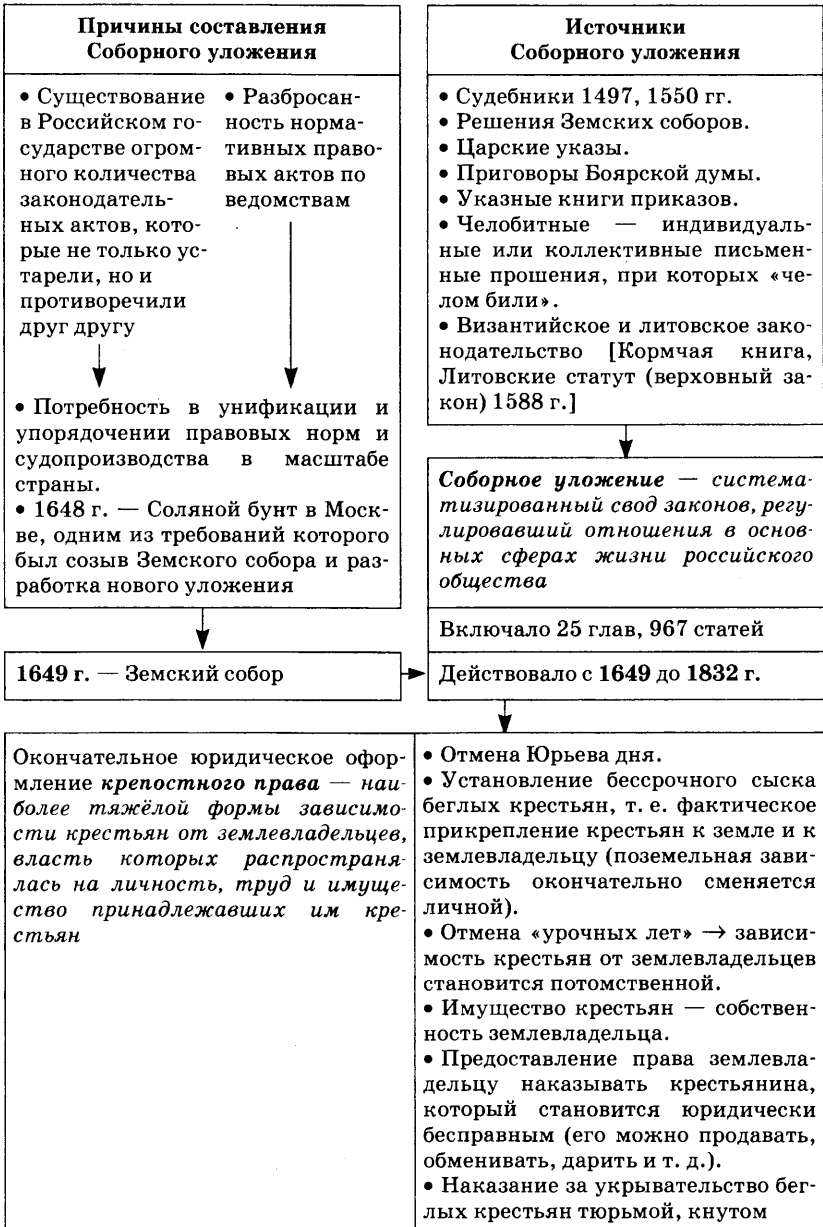 Причины составления
Соборного уложения
• Существование
в Российском го-
сударстве огром-
ного количества
законодатель-
ных актов, кото-
рые не только ус-
тарели, но и
противоречили
друг другу
• Разбросан-
ность норма-
тивных право-
вых актов по
ведомствам
• Потребность в унификации и
упорядочении правовых норм и
судопроизводства в масштабе
страны.
• 1648 г. — Соляной бунт в Моск-
ве, одним из требований которого
был созыв Земского собора и раз-
работка нового уложения
1649 г. — Земский собор
Источники
Соборного уложения
• Судебники 1497, 1550 гг.
• Решения Земских соборов.
• Царские указы.
• Приговоры Боярской думы.
• Указные книги приказов.
• Челобитные — индивидуаль-
ные или коллективные письмен-
ные прошения, при которых «че-
лом били».
• Византийское и литовское зако-
нодательство [Кормчая книга,
Литовские статут (верховный за-
кон) 1588 г.]
Соборное уложение — система-
тизированный свод законов, регу-
лировавший отношения в основ-
ных сферах жизни российского
общества
Включало 25 глав, 967 статей
Действовало с 1649 до 1832 г.
Окончательное юридическое офор-
мление крепостного права — наи-
более тяжёлой формы зависимо-
сти крестьян от землевладельцев,
власть которых распространя-
лась на личность, труд и имуще-
ство принадлежавших им кре-
стьян
• Отмена Юрьева дня.
• Установление бессрочного сыска
беглых крестьян, т. е. фактическое
прикрепление крестьян к земле и к
землевладельцу (поземельная зави-
симость окончательно сменяется
личной).
• Отмена «урочных лет» → зависи-
мость крестьян от землевладельцев
становится потомственной.
• Имущество крестьян — собствен-
ность землевладельца.
• Предоставление права землевла-
дельцу наказывать крестьянина,
который становится юридически
бесправным (его можно продавать,
обменивать, дарить и т. д.).
• Наказание за укрывательство бег-
лых крестьян тюрьмой, кнутом